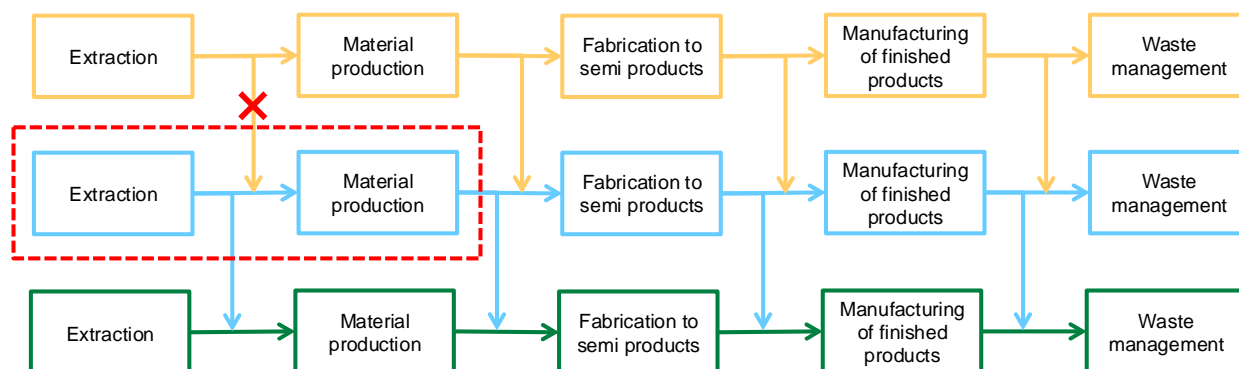 Extraction
Material
production
Fabrication to
semi products
Manufacturing
of finished
products
Waste
management
Extraction
Material
production
Fabrication to
semi products
Manufacturing
of finished
products
Waste
management
Extraction
Material
production
Fabrication to
semi products
Manufacturing
of finished
products
Waste
management